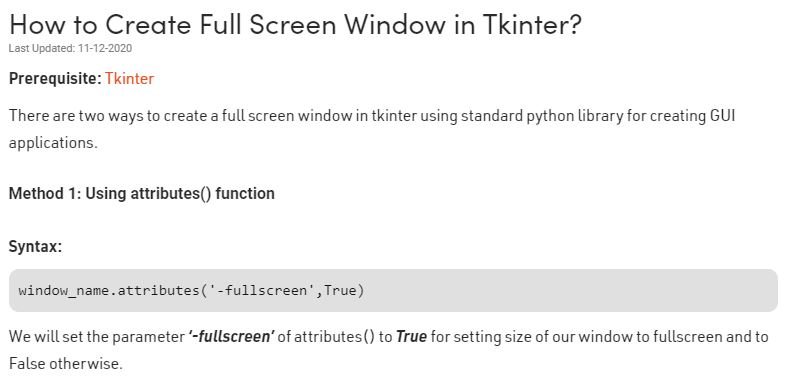 How to Create Full Screen Window in Tkinter?
Last Updated: 11-12-2020
Prerequisite: Tkinter
There are two ways to create a full screen window in tkinter using standard python library for creating GUI
applications.
Method 1: Using attributes() function
Syntax:
window_name.attributes('-fullscreen',True)
We will set the parameter ‘-fullscreen’ of attributes() to True for setting size of our window to fullscreen and to
False otherwise.